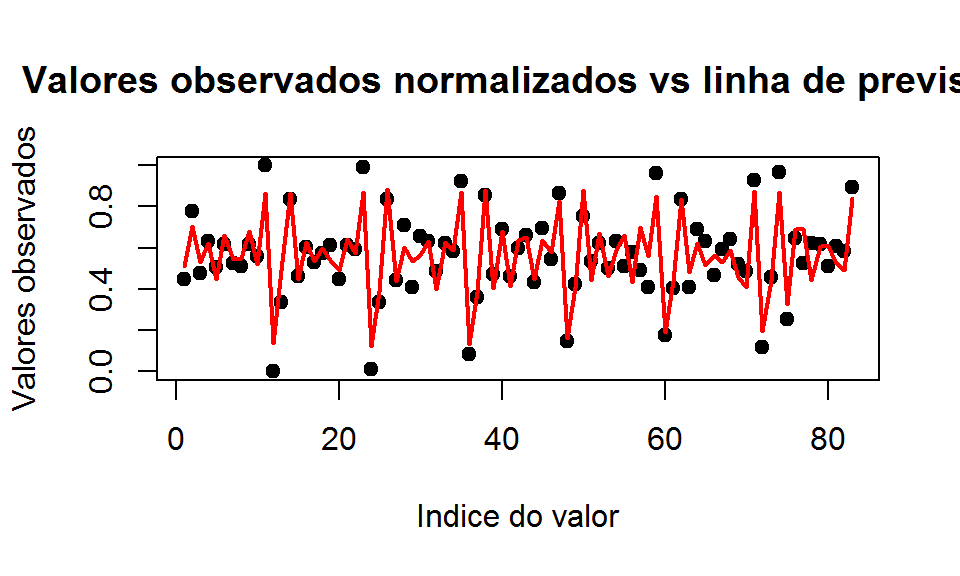 Valores observados normalizados vs linha de previs
Valores observados
0.0
0.4
0.8
0
20
40
60
80
Indice do valor